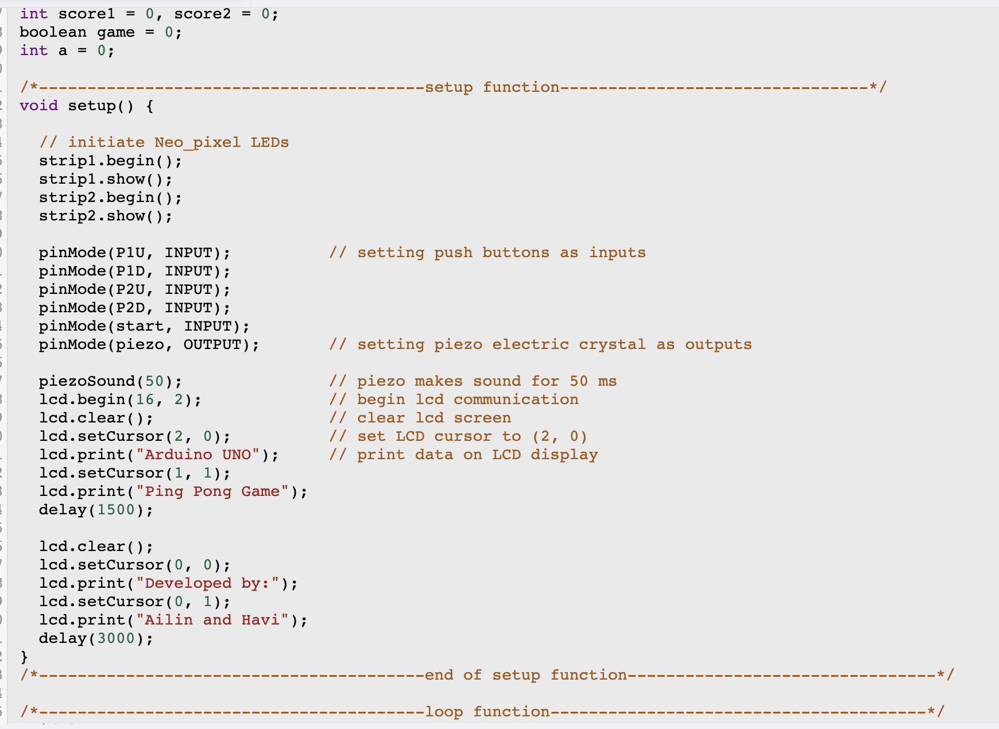 int score1 = 0, score2 = 0;
boolean game = 0;
int a = 0;
/*----------------------------------------setup function--------------------------------*/
void setup() {
// initiate Neo_pixel LEDs
strip1.begin();
strip1.show();
strip2.begin();
strip2.show();
pinMode(P1U, INPUT); // setting push buttons as inputs
pinMode(P1D, INPUT);
pinMode(P2U, INPUT);
pinMode(P2D, INPUT);
pinMode(start, INPUT);
pinMode(piezo, OUTPUT); // setting piezo electric crystal as outputs
piezoSound(50); // piezo makes sound for 50 ms
lcd.begin(16, 2); // begin lcd communication
lcd.clear(); // clear lcd screen
lcd.setCursor(2, 0); // set LCD cursor to (2, 0)
lcd.print("Arduino UNO"); // print data on LCD display
lcd.setCursor(1, 1);
lcd.print("Ping Pong Game");
delay(1500);
lcd.clear();
lcd.setCursor(0, 0);
lcd.print("Developed by:");
lcd.setCursor(0, 1);
lcd.print("Ailin and Havi");
delay(3000);
}
/*----------------------------------------end of setup function--------------------------------*/
/*----------------------------------------loop function---------------------------------------*/